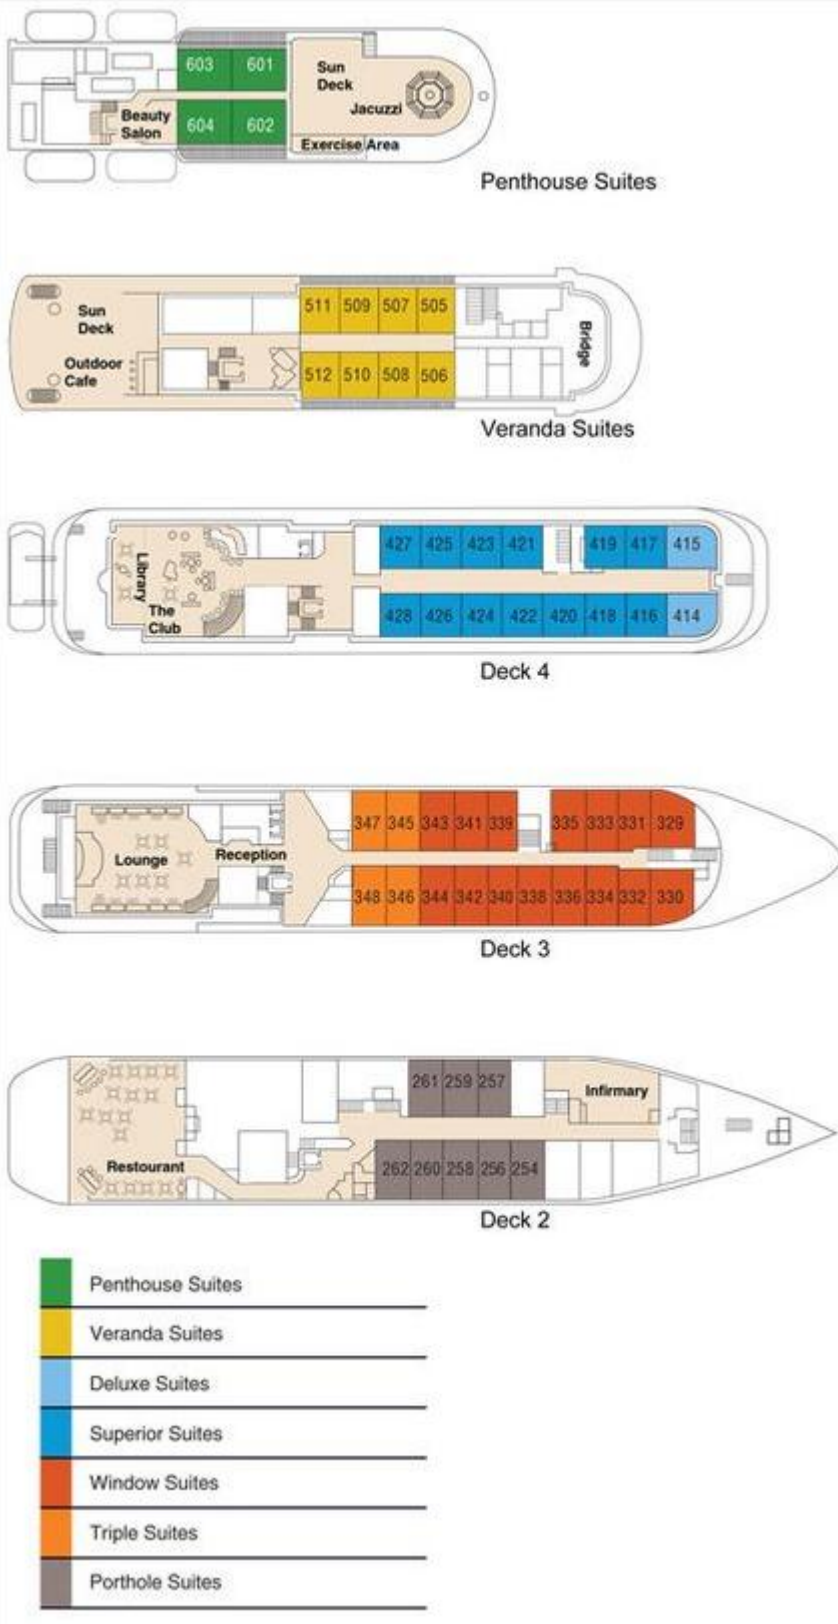 603 601
Sun
Deck
Jacuzzi
Beauty
Salon
604 602
Exercise Area
Penthouse Suites
511 509 507 505
Sun
Deck
Bridge
Outdoor
Cafe
512 510 508 506
Veranda Suites
427 425 423 421 419 417 415
Library
The
Club
428 426 424 422 420 418 416 414
Deck 4
347 345 343 341 339 335 333 331 329
Lounge
Reception
348 346 344 342 340 338 336 334 332 330
Deck 3
261 259 257
Infirmary
Restourant
262 260 258 256 254
Deck 2
Penthouse Suites
Veranda Suites
Deluxe Suites
Superior Suites
Window Suites
Triple Suites
Porthole Suites